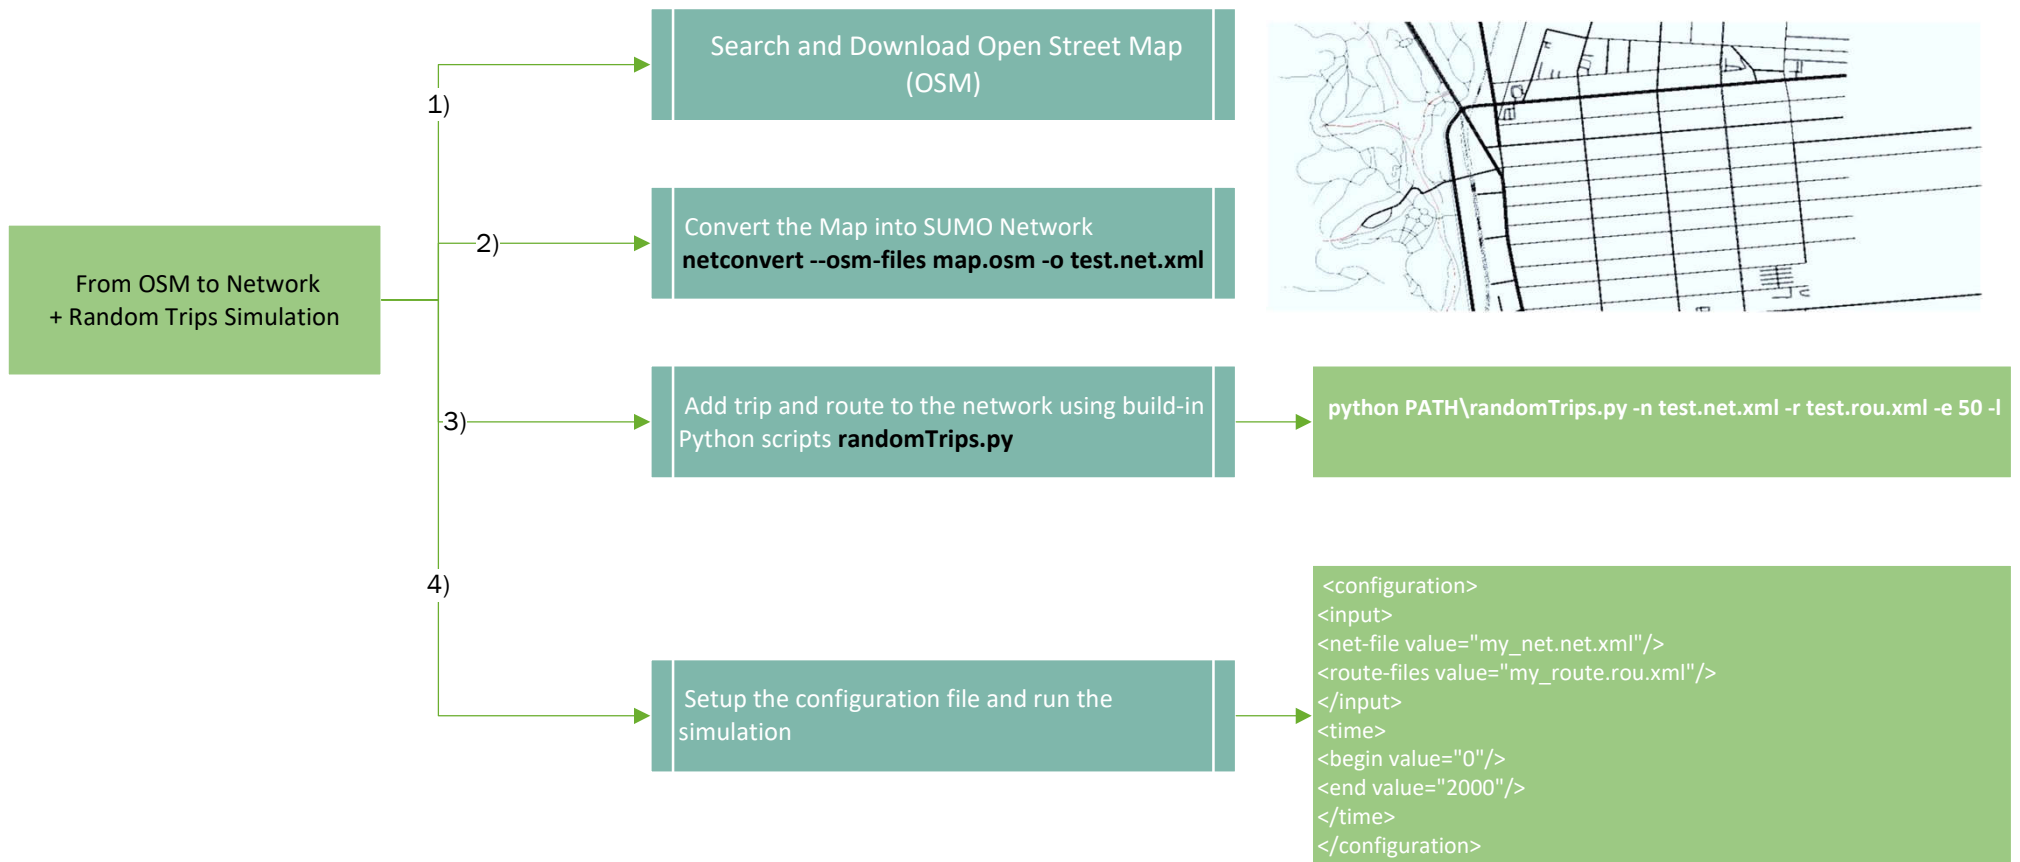 From OSM to Network
+ Random Trips Simulation
1)
Search and Download Open Street Map
(OSM)
2)
Convert the Map into SUMO Network
netconvert --osm-files map.osm -o test.net.xml
3)
Add trip and route to the network using build-in
Python scripts randomTrips.py
python PATH\randomTrips.py -n test.net.xml -r test.rou.xml -e 50 -l
4)
Setup the configuration file and run the
simulation
<configuration>
<input>
<net-file value="my_net.net.xml"/>
<route-files value="my_route.rou.xml"/>
</input>
<time>
<begin value="0"/>
<end value="2000"/>
</time>
</configuration>